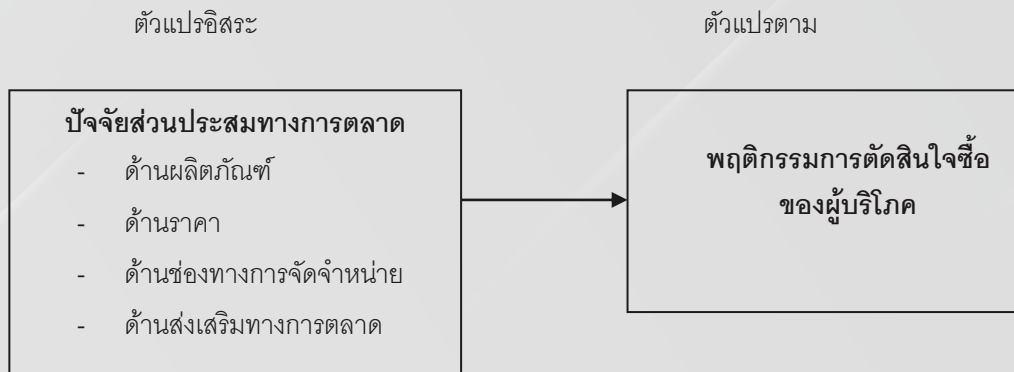 ตัวแปรอิสระ
ตัวแปรตาม
ปัจจัยส่วนประสมทางการตลาด
- ด้านผลิตภัณฑ์
- ด้านราคา
- ด้านช่องทางการจัดจำหน่าย
- ด้านส่งเสริมทางการตลาด
พฤติกรรมการตัดสินใจซื้อ
ของผู้บริโภค